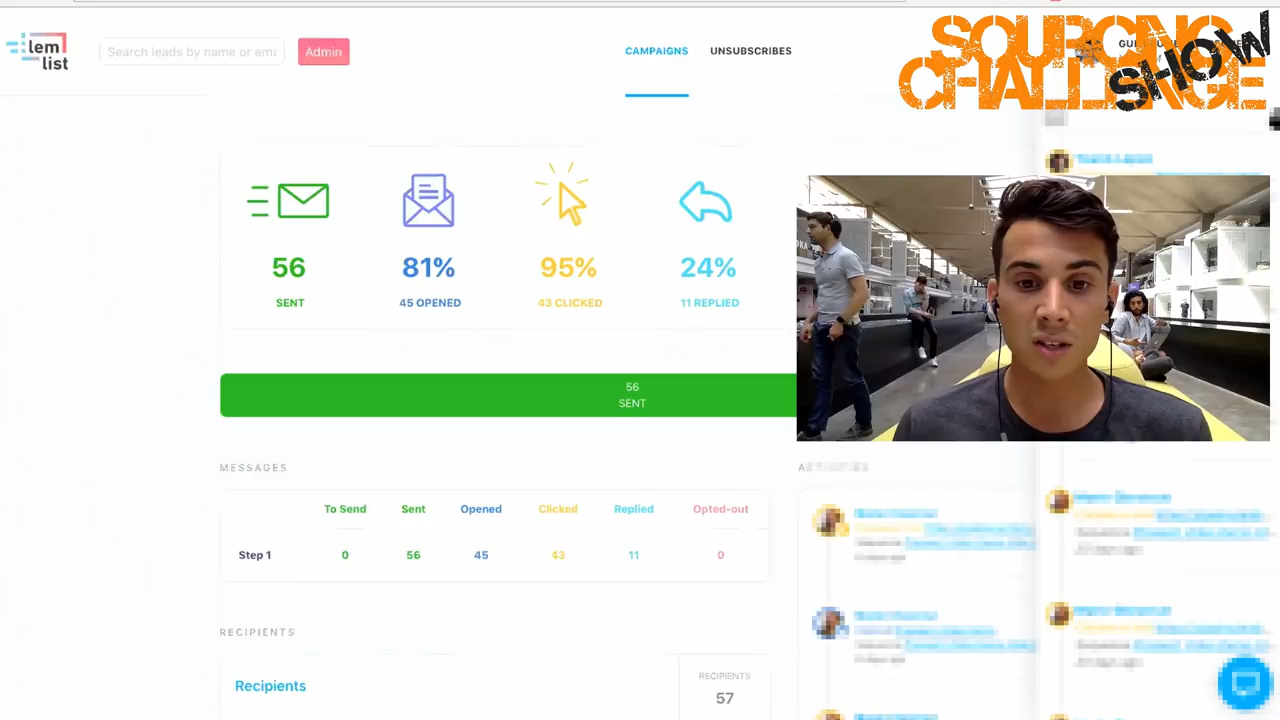 lem
list
Search leads by name or ema
Admin
CAMPAIGNS
UNSUBSCRIBES
SOURCING
CHALLENGE
SHOW
56
SENT
81%
45 OPENED
95%
43 CLICKED
24%
11 REPLIED
56
SENT
MESSAGES
To Send Sent Opened Clicked Replied Opted-out
Step 1 0 56 45 43 11 0
RECIPIENTS
Recipients
RECIPIENTS
57